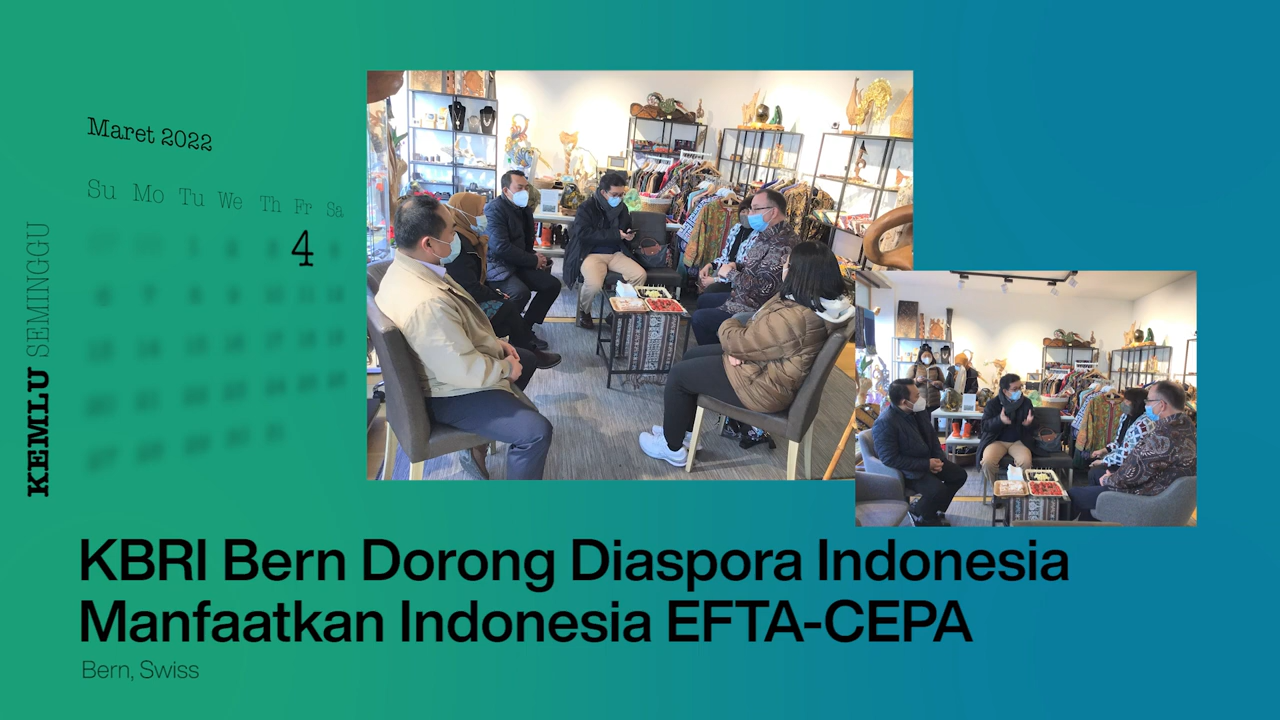 Maret 2022
Su Mo Tu We Th Fr Sa
4
KEMLU SEMINGGU
KBRI Bern Dorong Diaspora Indonesia
Manfaatkan Indonesia EFTA-CEPA
Bern, Swiss